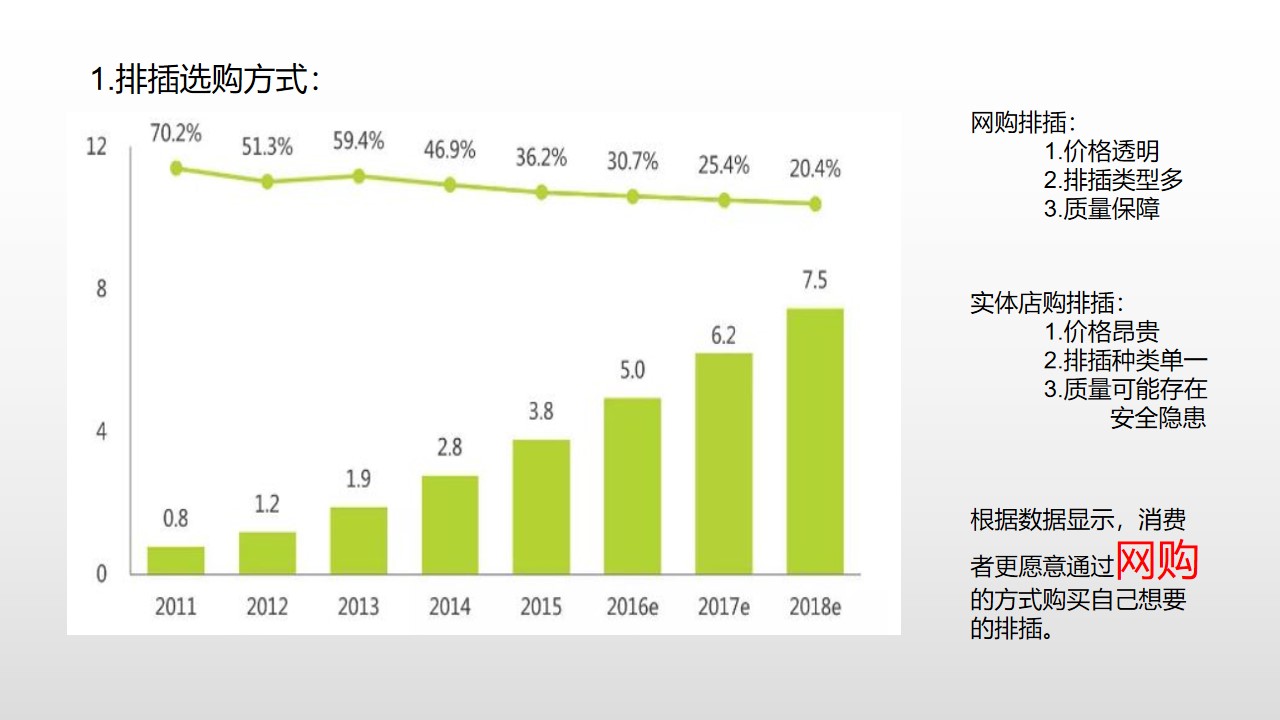 1.排插选购方式：
70.2%
51.3%
59.4%
46.9%
36.2%
30.7%
25.4%
20.4%
12
8
4
0
0.8
1.2
1.9
2.8
3.8
5.0
6.2
7.5
2011
2012
2013
2014
2015
2016e
2017e
2018e
网购排插：
1.价格透明
2.排插类型多
3.质量保障
实体店购排插：
1.价格昂贵
2.排插种类单一
3.质量可能存在
安全隐患
根据数据显示，消费
者更愿意通过网购
的方式购买自己想要
的排插。